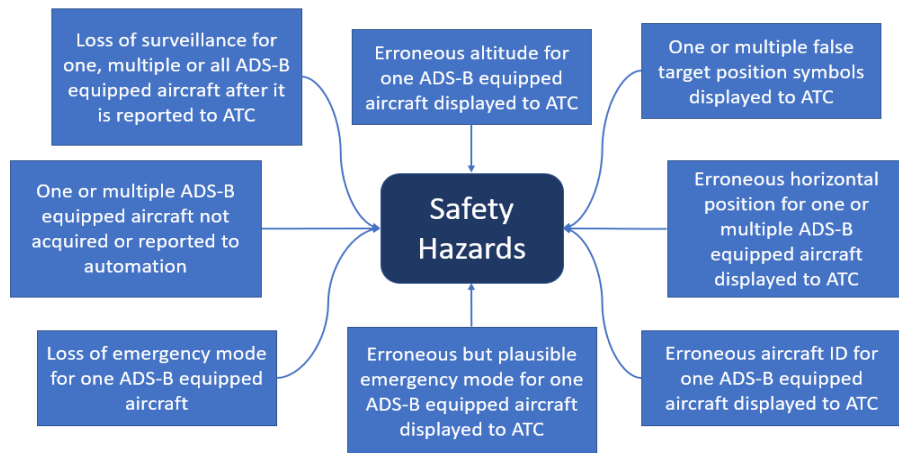 Loss of surveillance for
one, multiple or all ADS-B
equipped aircraft after it
is reported to ATC
Erroneous altitude for
one ADS-B equipped
aircraft displayed to ATC
One or multiple false
target position symbols
displayed to ATC
One or multiple ADS-B
equipped aircraft not
acquired or reported to
automation
Safety
Hazards
Erroneous horizontal
position for one or
multiple ADS-B
equipped aircraft
displayed to ATC
Loss of emergency mode
for one ADS-B equipped
aircraft
Erroneous but plausible
emergency mode for one
ADS-B equipped aircraft
displayed to ATC
Erroneous aircraft ID for
one ADS-B equipped
aircraft displayed to ATC